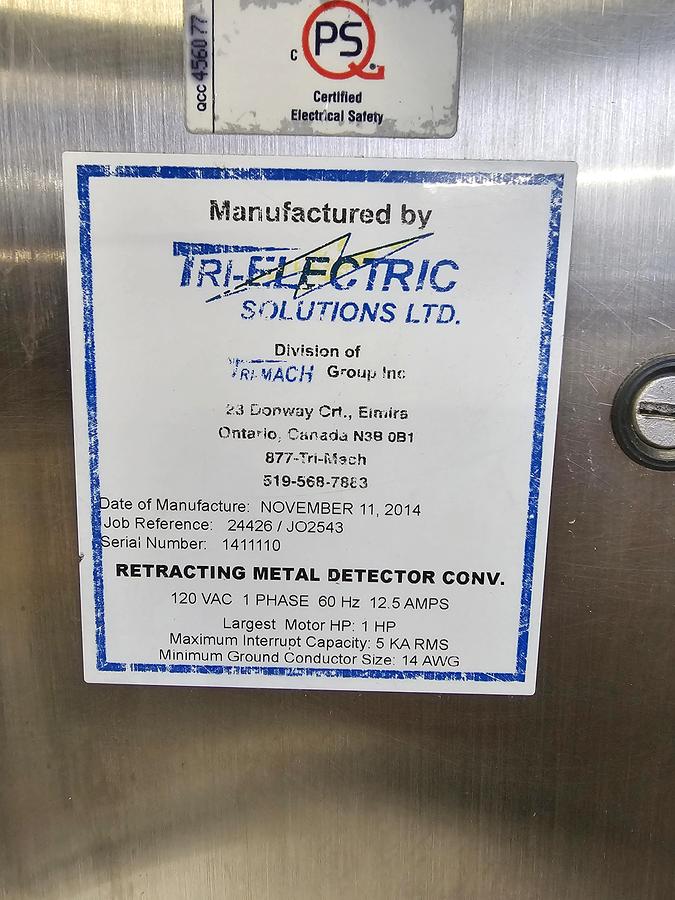 QCC 456077
C PS
Certified
Electrical Safety
Manufactured by
TRI-ELECTRIC
SOLUTIONS LTD.
Division of
TRI-MACH Group Inc
23 Donway Crt., Elmira
Ontario, Canada N3B 0B1
877-Tri-Mach
519-568-7883
Date of Manufacture: NOVEMBER 11, 2014
Job Reference: 24426 / JO2543
Serial Number: 1411110
RETRACTING METAL DETECTOR CONV.
120 VAC 1 PHASE 60 Hz 12.5 AMPS
Largest Motor HP: 1 HP
Maximum Interrupt Capacity: 5 KA RMS
Minimum Ground Conductor Size: 14 AWG